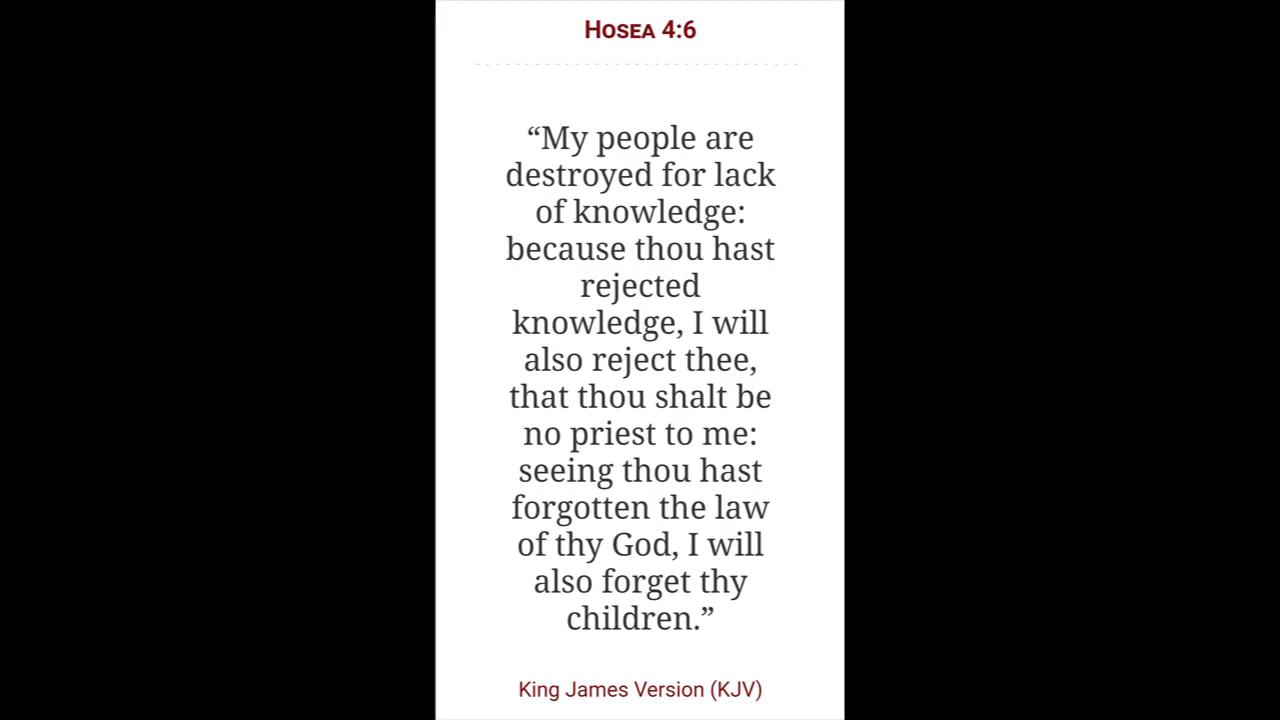 Hosea 4:6
“My people are
destroyed for lack
of knowledge:
because thou hast
rejected
knowledge, I will
also reject thee,
that thou shalt be
no priest to me:
seeing thou hast
forgotten the law
of thy God, I will
also forget thy
children.”
King James Version (KJV)